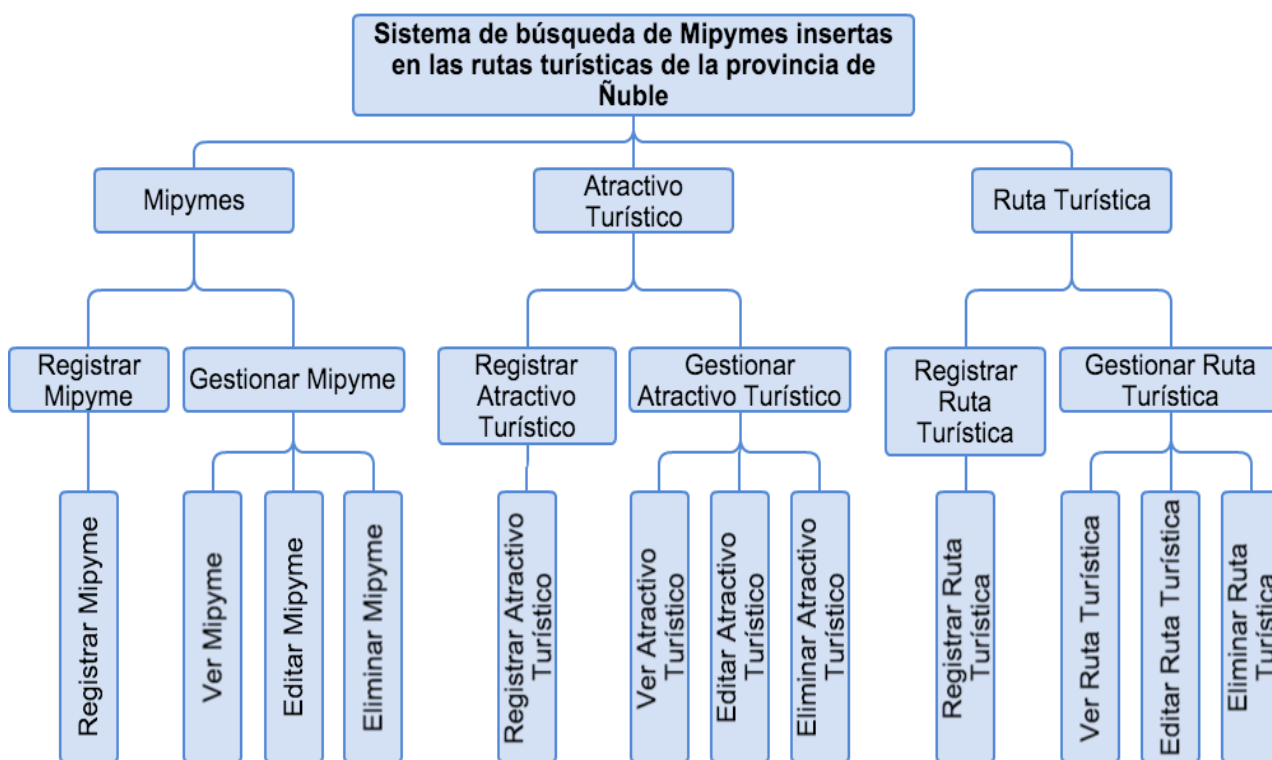 Sistema de búsqueda de Mipymes insertas
en las rutas turísticas de la provincia de
Ñuble
Mipymes
Atractivo
Turístico
Ruta Turística
Registrar
Mipyme
Gestionar Mipyme
Registrar
Atractivo
Turístico
Gestionar
Atractivo Turístico
Registrar
Ruta
Turística
Gestionar Ruta
Turística
Registrar Mipyme
Ver Mipyme
Editar Mipyme
Eliminar Mipyme
Registrar Atractivo
Turístico
Ver Atractivo
Turístico
Editar Atractivo
Turístico
Eliminar Atractivo
Turístico
Registrar Ruta
Turística
Ver Ruta Turística
Editar Ruta Turística
Eliminar Ruta
Turística